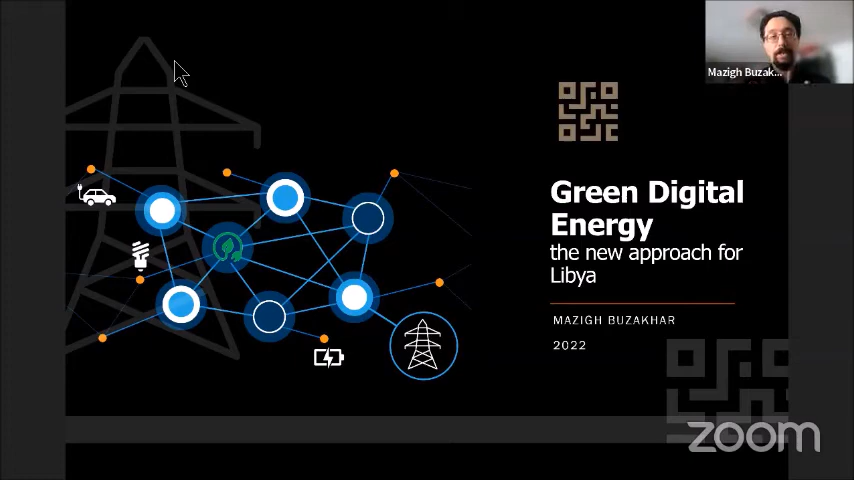 Mazigh Buzak...
Green Digital
Energy
the new approach for
Libya
MAZIGH BUZAKHAR
2022
zoom